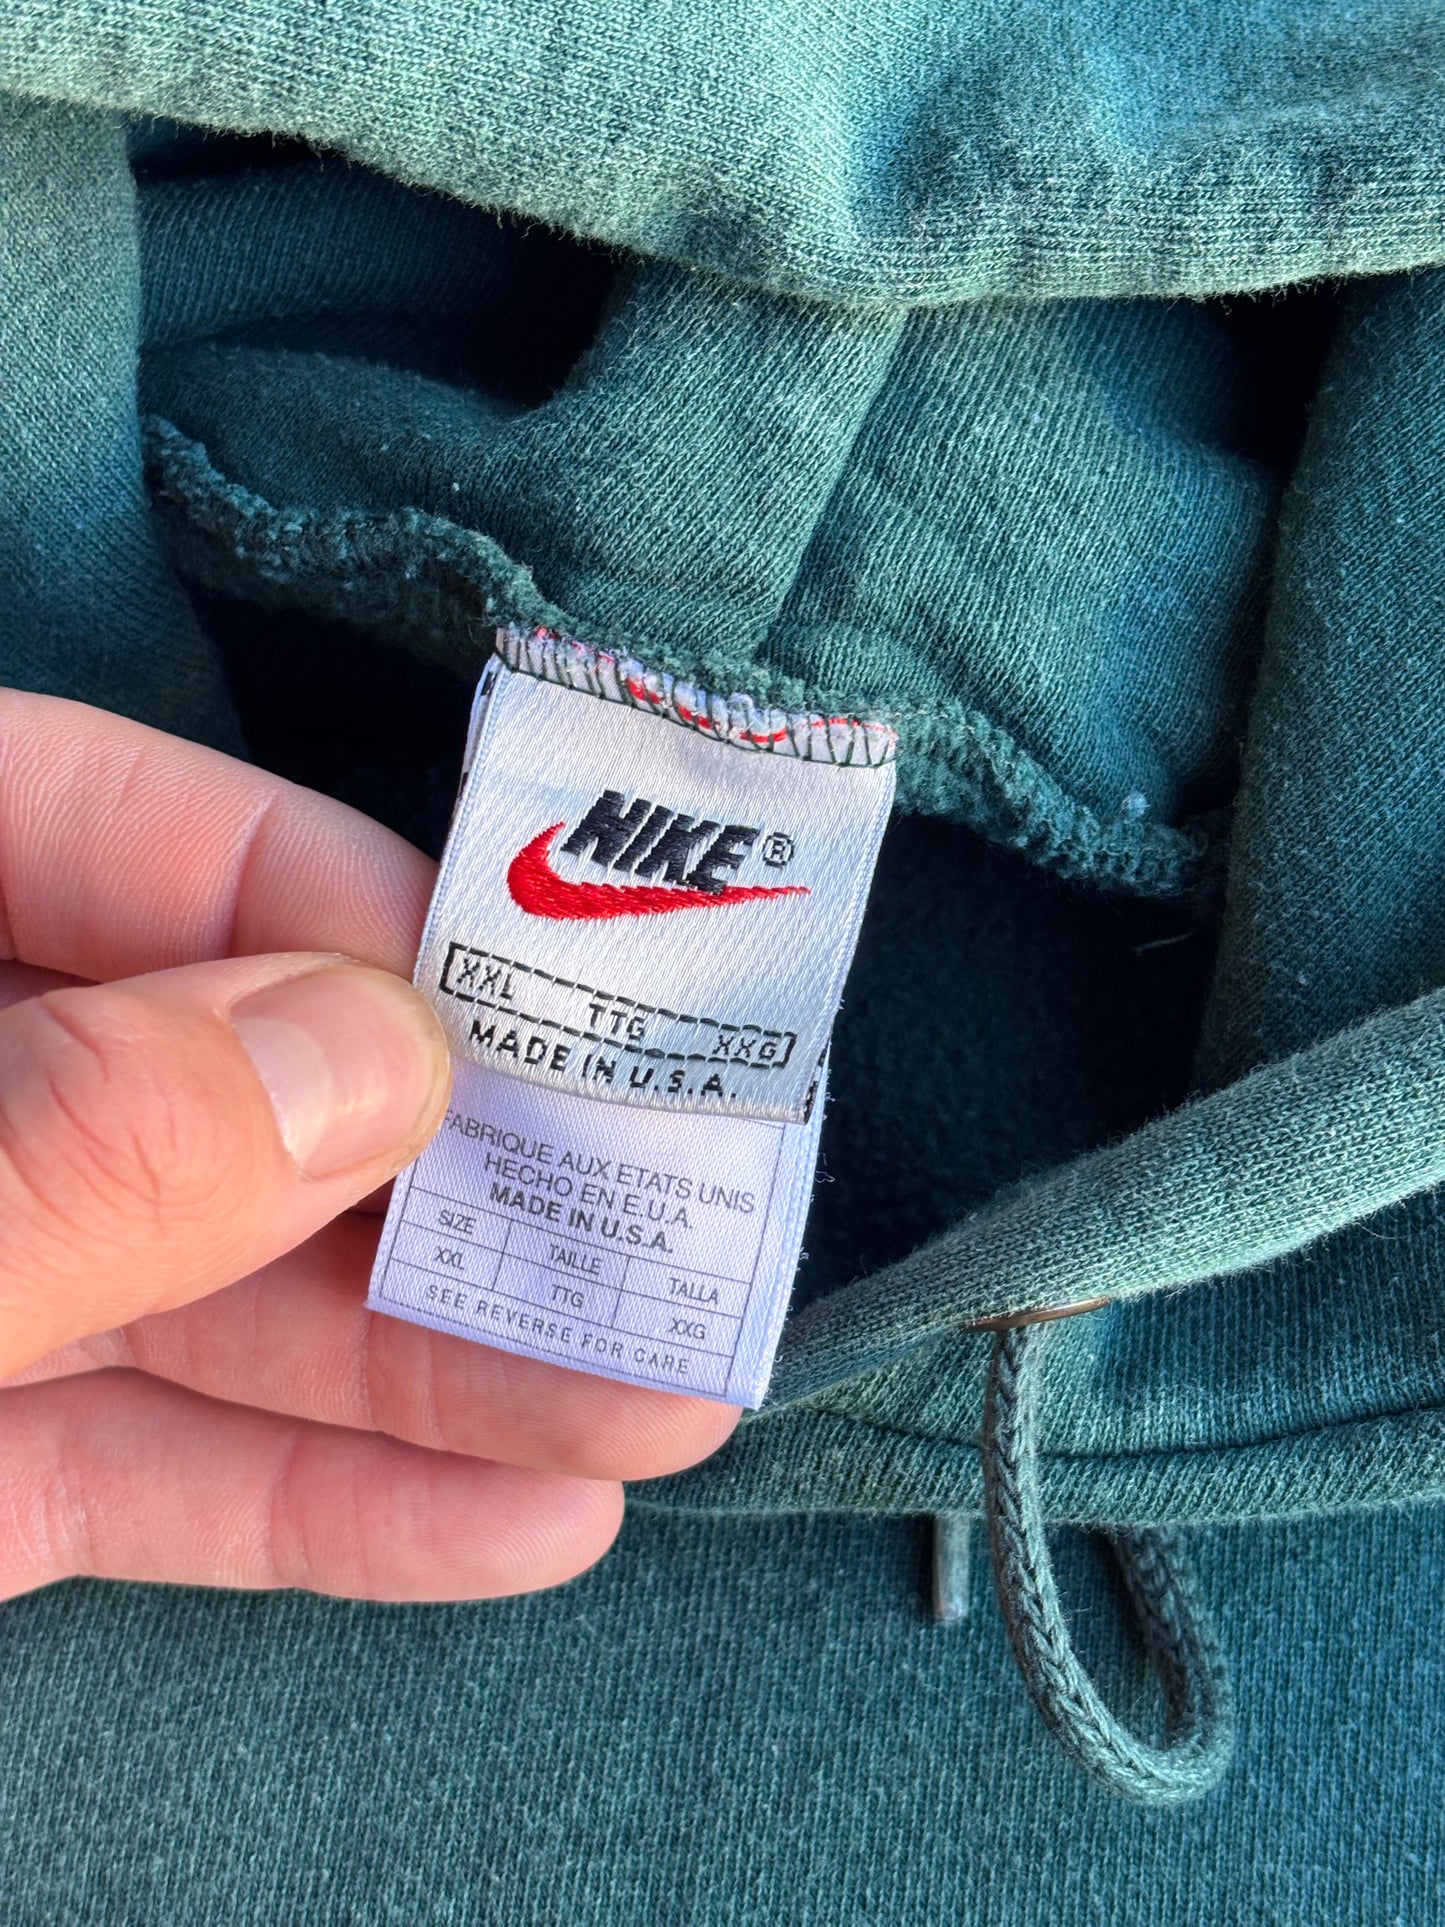 NIKE®
XXL TTG XXG
MADE IN U.S.A.
FABRIQUE AUX ETATS UNIS
HECHO EN E.U.A.
MADE IN U.S.A.
SIZE TAILLE TALLA
XXL TTG XXG
SEE REVERSE FOR CARE